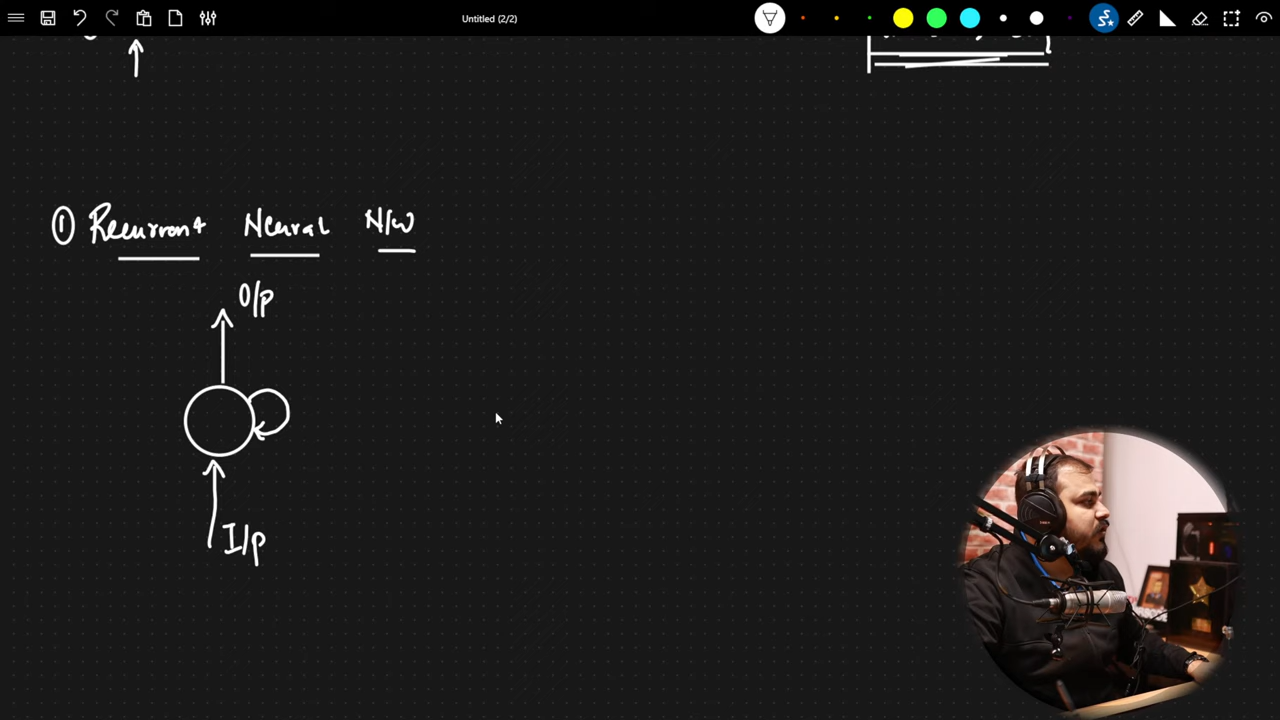 Untitled (2/2)
① Recurrent Neural N/W
O/p
I/p